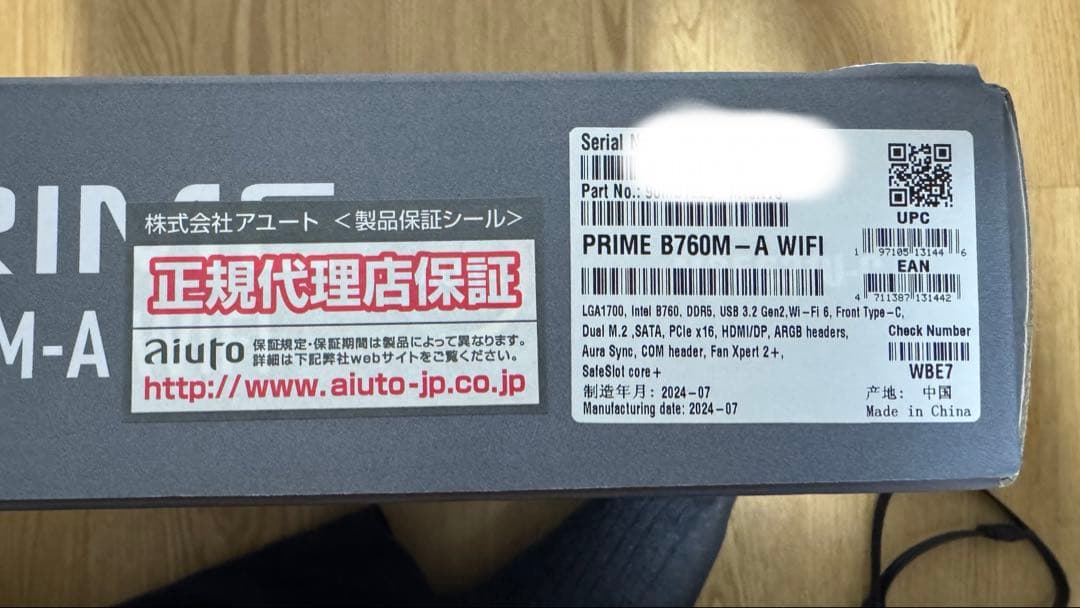 PRIME
M-A
株式会社アユート <製品保証シール>
正規代理店保証
aiuto 保証規定・保証期間は製品によって異なります。
詳細は下記弊社webサイトをご覧ください。
http://www.aiuto-jp.co.jp
Serial
Part No.:
PRIME B760M-A WIFI
LGA1700, Intel B760, DDR5, USB 3.2 Gen2,Wi-Fi 6, Front Type-C,
Dual M.2 ,SATA, PCIe x16, HDMI/DP, ARGB headers,
Aura Sync, COM header, Fan Xpert 2+,
SafeSlot core+
制造年月: 2024-07
Manufacturing date: 2024-07
UPC
1 97105 13144 6
EAN
4 711387 131442
Check Number
WBE7
产地: 中国
Made in China